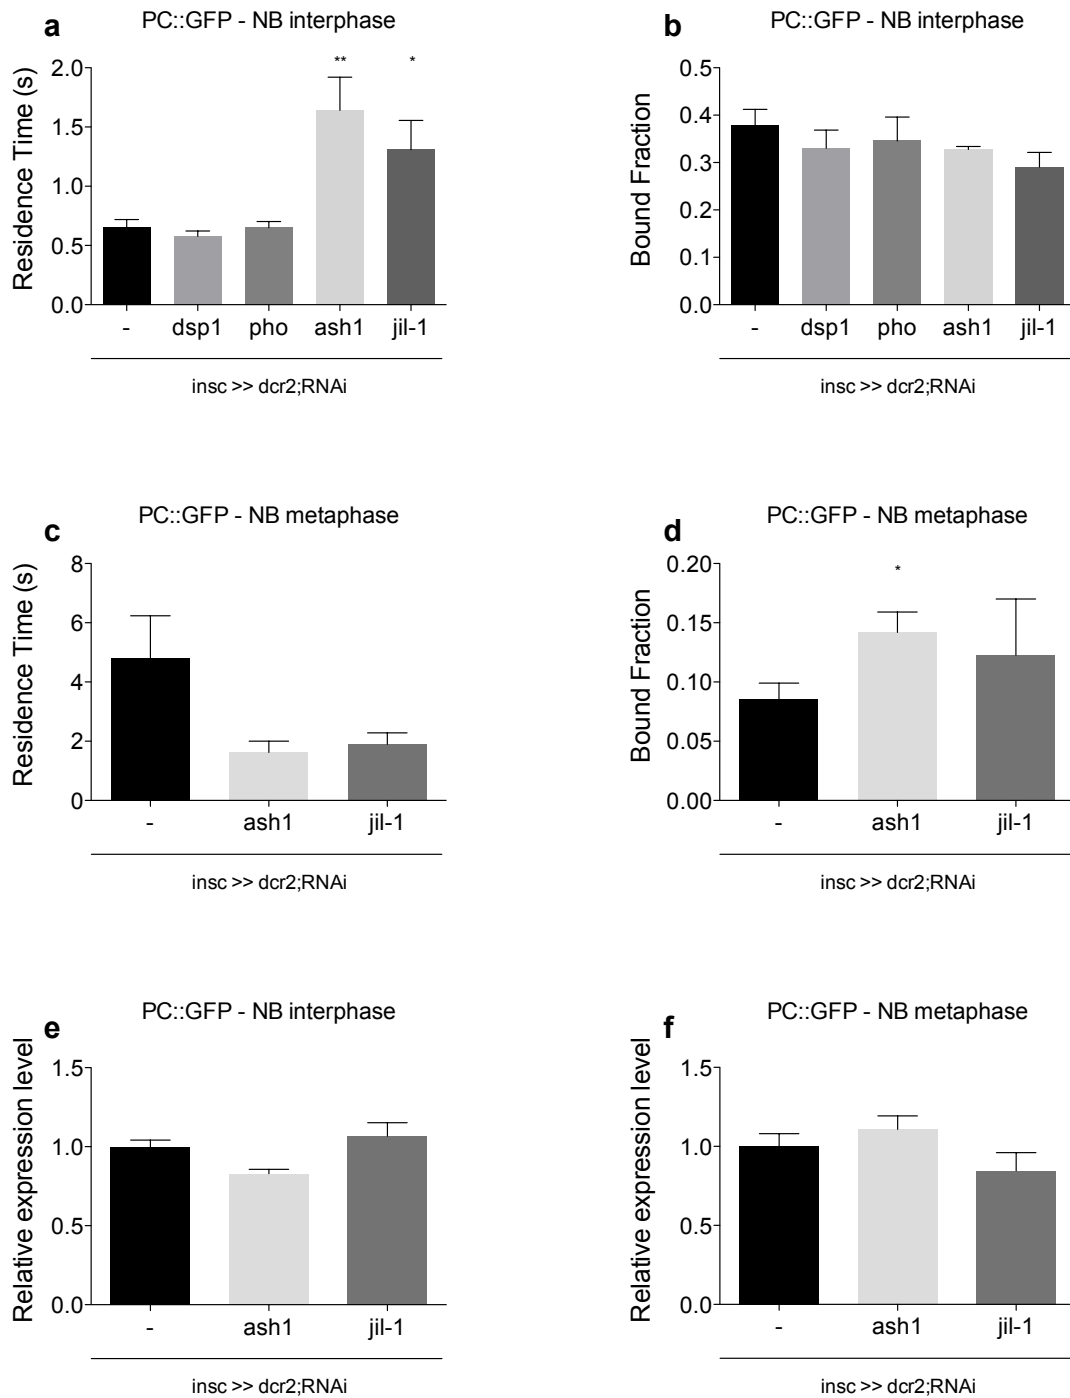 a
PC::GFP - NB interphase
Residence Time (s)
2.0
1.5
1.0
0.5
0.0
** *
- dsp1 pho ash1 jil-1
insc >> dcr2;RNAi
b
PC::GFP - NB interphase
Bound Fraction
0.5
0.4
0.3
0.2
0.1
0.0
- dsp1 pho ash1 jil-1
insc >> dcr2;RNAi
c
PC::GFP - NB metaphase
Residence Time (s)
8
6
4
2
0
- ash1 jil-1
insc >> dcr2;RNAi
d
PC::GFP - NB metaphase
Bound Fraction
0.20
0.15
0.10
0.05
0.00
*
- ash1 jil-1
insc >> dcr2;RNAi
e
PC::GFP - NB interphase
Relative expression level
1.5
1.0
0.5
0.0
- ash1 jil-1
insc >> dcr2;RNAi
f
PC::GFP - NB metaphase
Relative expression level
1.5
1.0
0.5
0.0
- ash1 jil-1
insc >> dcr2;RNAi